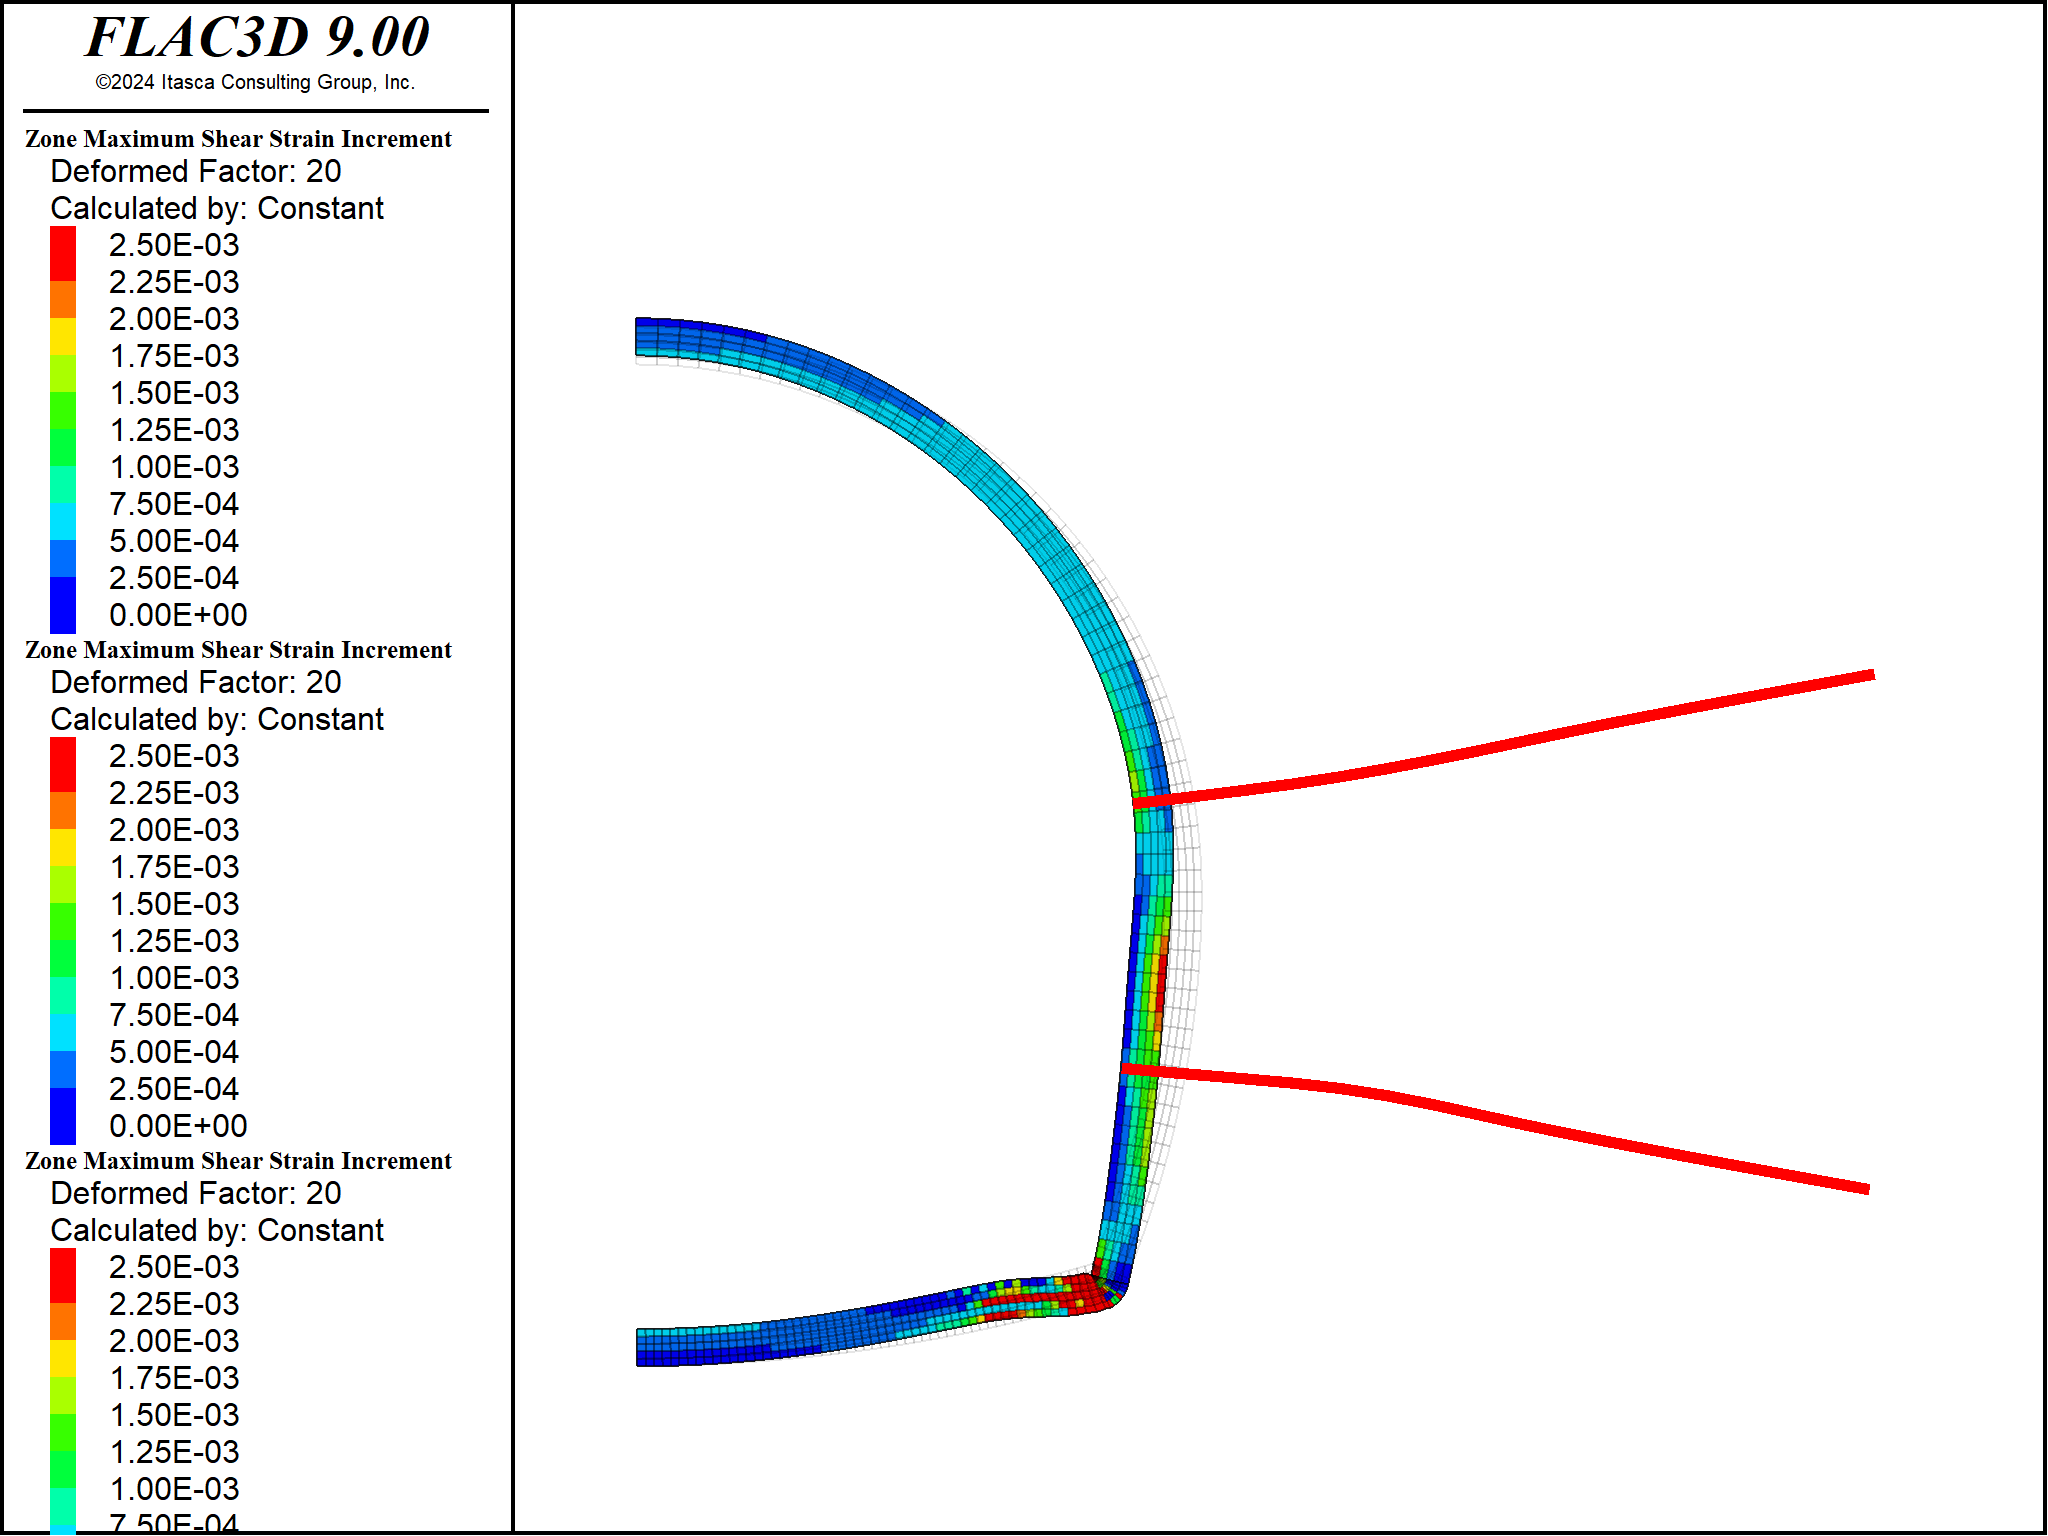 FLAC3D 9.00
©2024 Itasca Consulting Group, Inc.
Zone Maximum Shear Strain Increment
Deformed Factor: 20
Calculated by: Constant
2.50E-03
2.25E-03
2.00E-03
1.75E-03
1.50E-03
1.25E-03
1.00E-03
7.50E-04
5.00E-04
2.50E-04
0.00E+00
Zone Maximum Shear Strain Increment
Deformed Factor: 20
Calculated by: Constant
2.50E-03
2.25E-03
2.00E-03
1.75E-03
1.50E-03
1.25E-03
1.00E-03
7.50E-04
5.00E-04
2.50E-04
0.00E+00
Zone Maximum Shear Strain Increment
Deformed Factor: 20
Calculated by: Constant
2.50E-03
2.25E-03
2.00E-03
1.75E-03
1.50E-03
1.25E-03
1.00E-03
7.50E-04